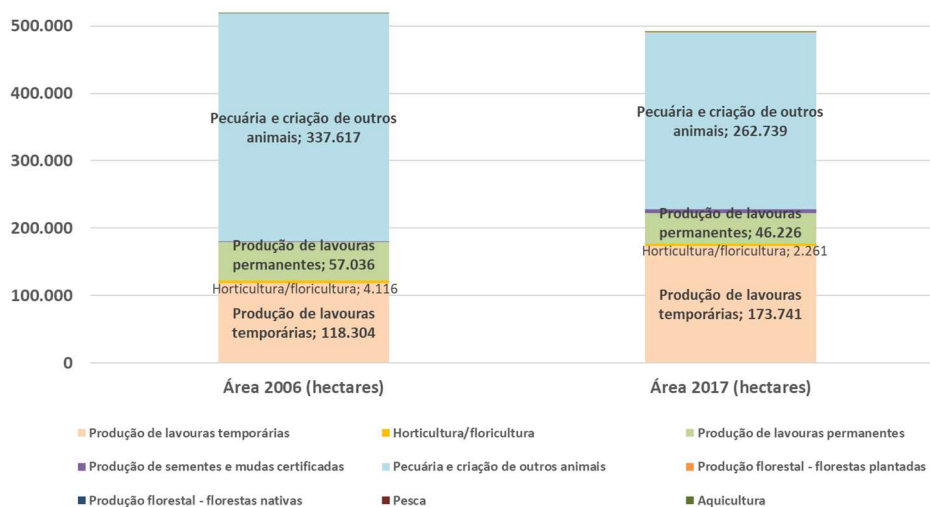 500.000
400.000
300.000
200.000
100.000
0
Pecuária e criação de outros
animais; 337.617
Produção de lavouras
permanentes; 57.036
Horticultura/floricultura; 4.116
Produção de lavouras
temporárias; 118.304
Pecuária e criação de outros
animais; 262.739
Produção de lavouras
permanentes; 46.226
Horticultura/floricultura; 2.261
Produção de lavouras
temporárias; 173.741
Área 2006 (hectares)
Área 2017 (hectares)
Produção de lavouras temporárias
Horticultura/floricultura
Produção de lavouras permanentes
Produção de sementes e mudas certificadas
Pecuária e criação de outros animais
Produção florestal - florestas plantadas
Produção florestal - florestas nativas
Pesca
Aquicultura